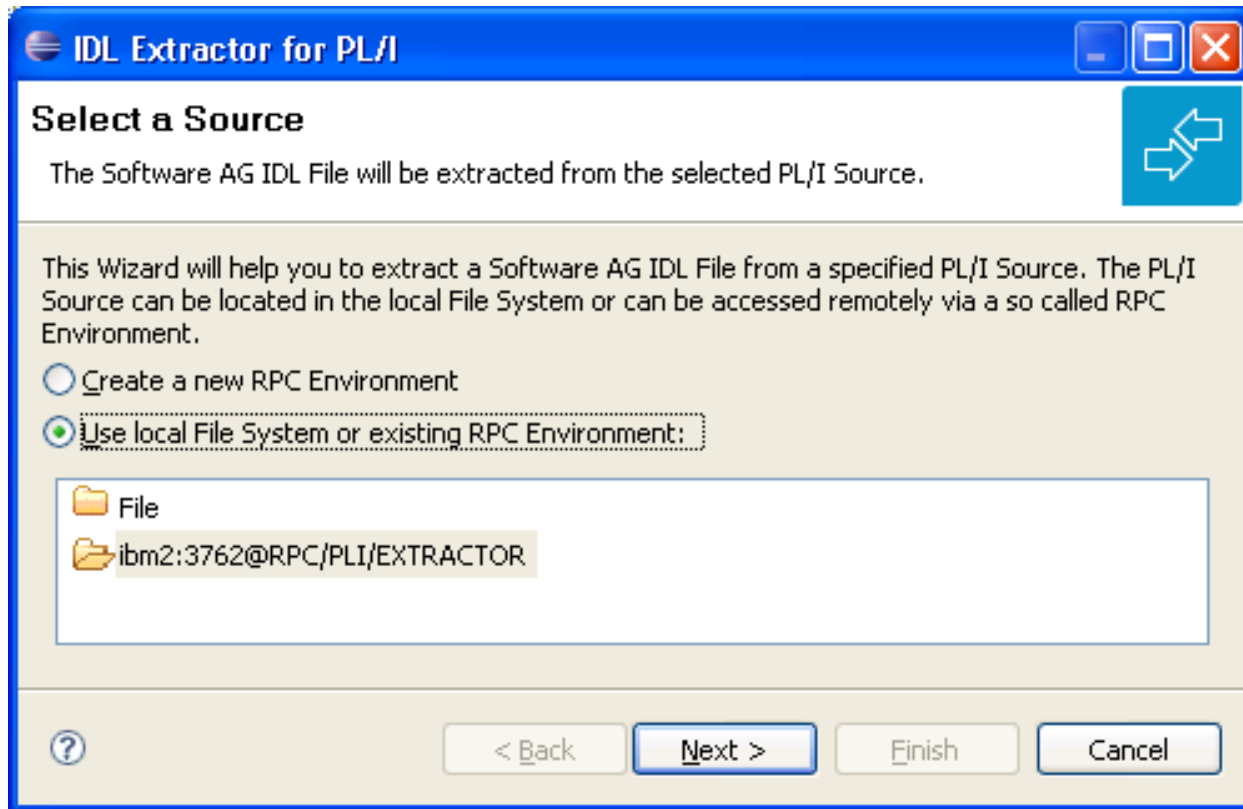 IDL Extractor for PL/I
Select a Source
The Software AG IDL File will be extracted from the selected PL/I Source.
This Wizard will help you to extract a Software AG IDL File from a specified PL/I Source. The PL/I
Source can be located in the local File System or can be accessed remotely via a so called RPC
Environment.
Create a new RPC Environment
Use local File System or existing RPC Environment:
File
ibm2:3762@RPC/PLI/EXTRACTOR
?
< Back
Next >
Finish
Cancel